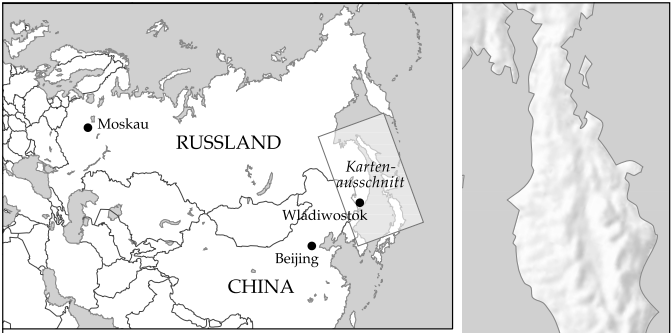 Moskau
RUSSLAND
Karten-
ausschnitt
Wladiwostok
Beijing
CHINA